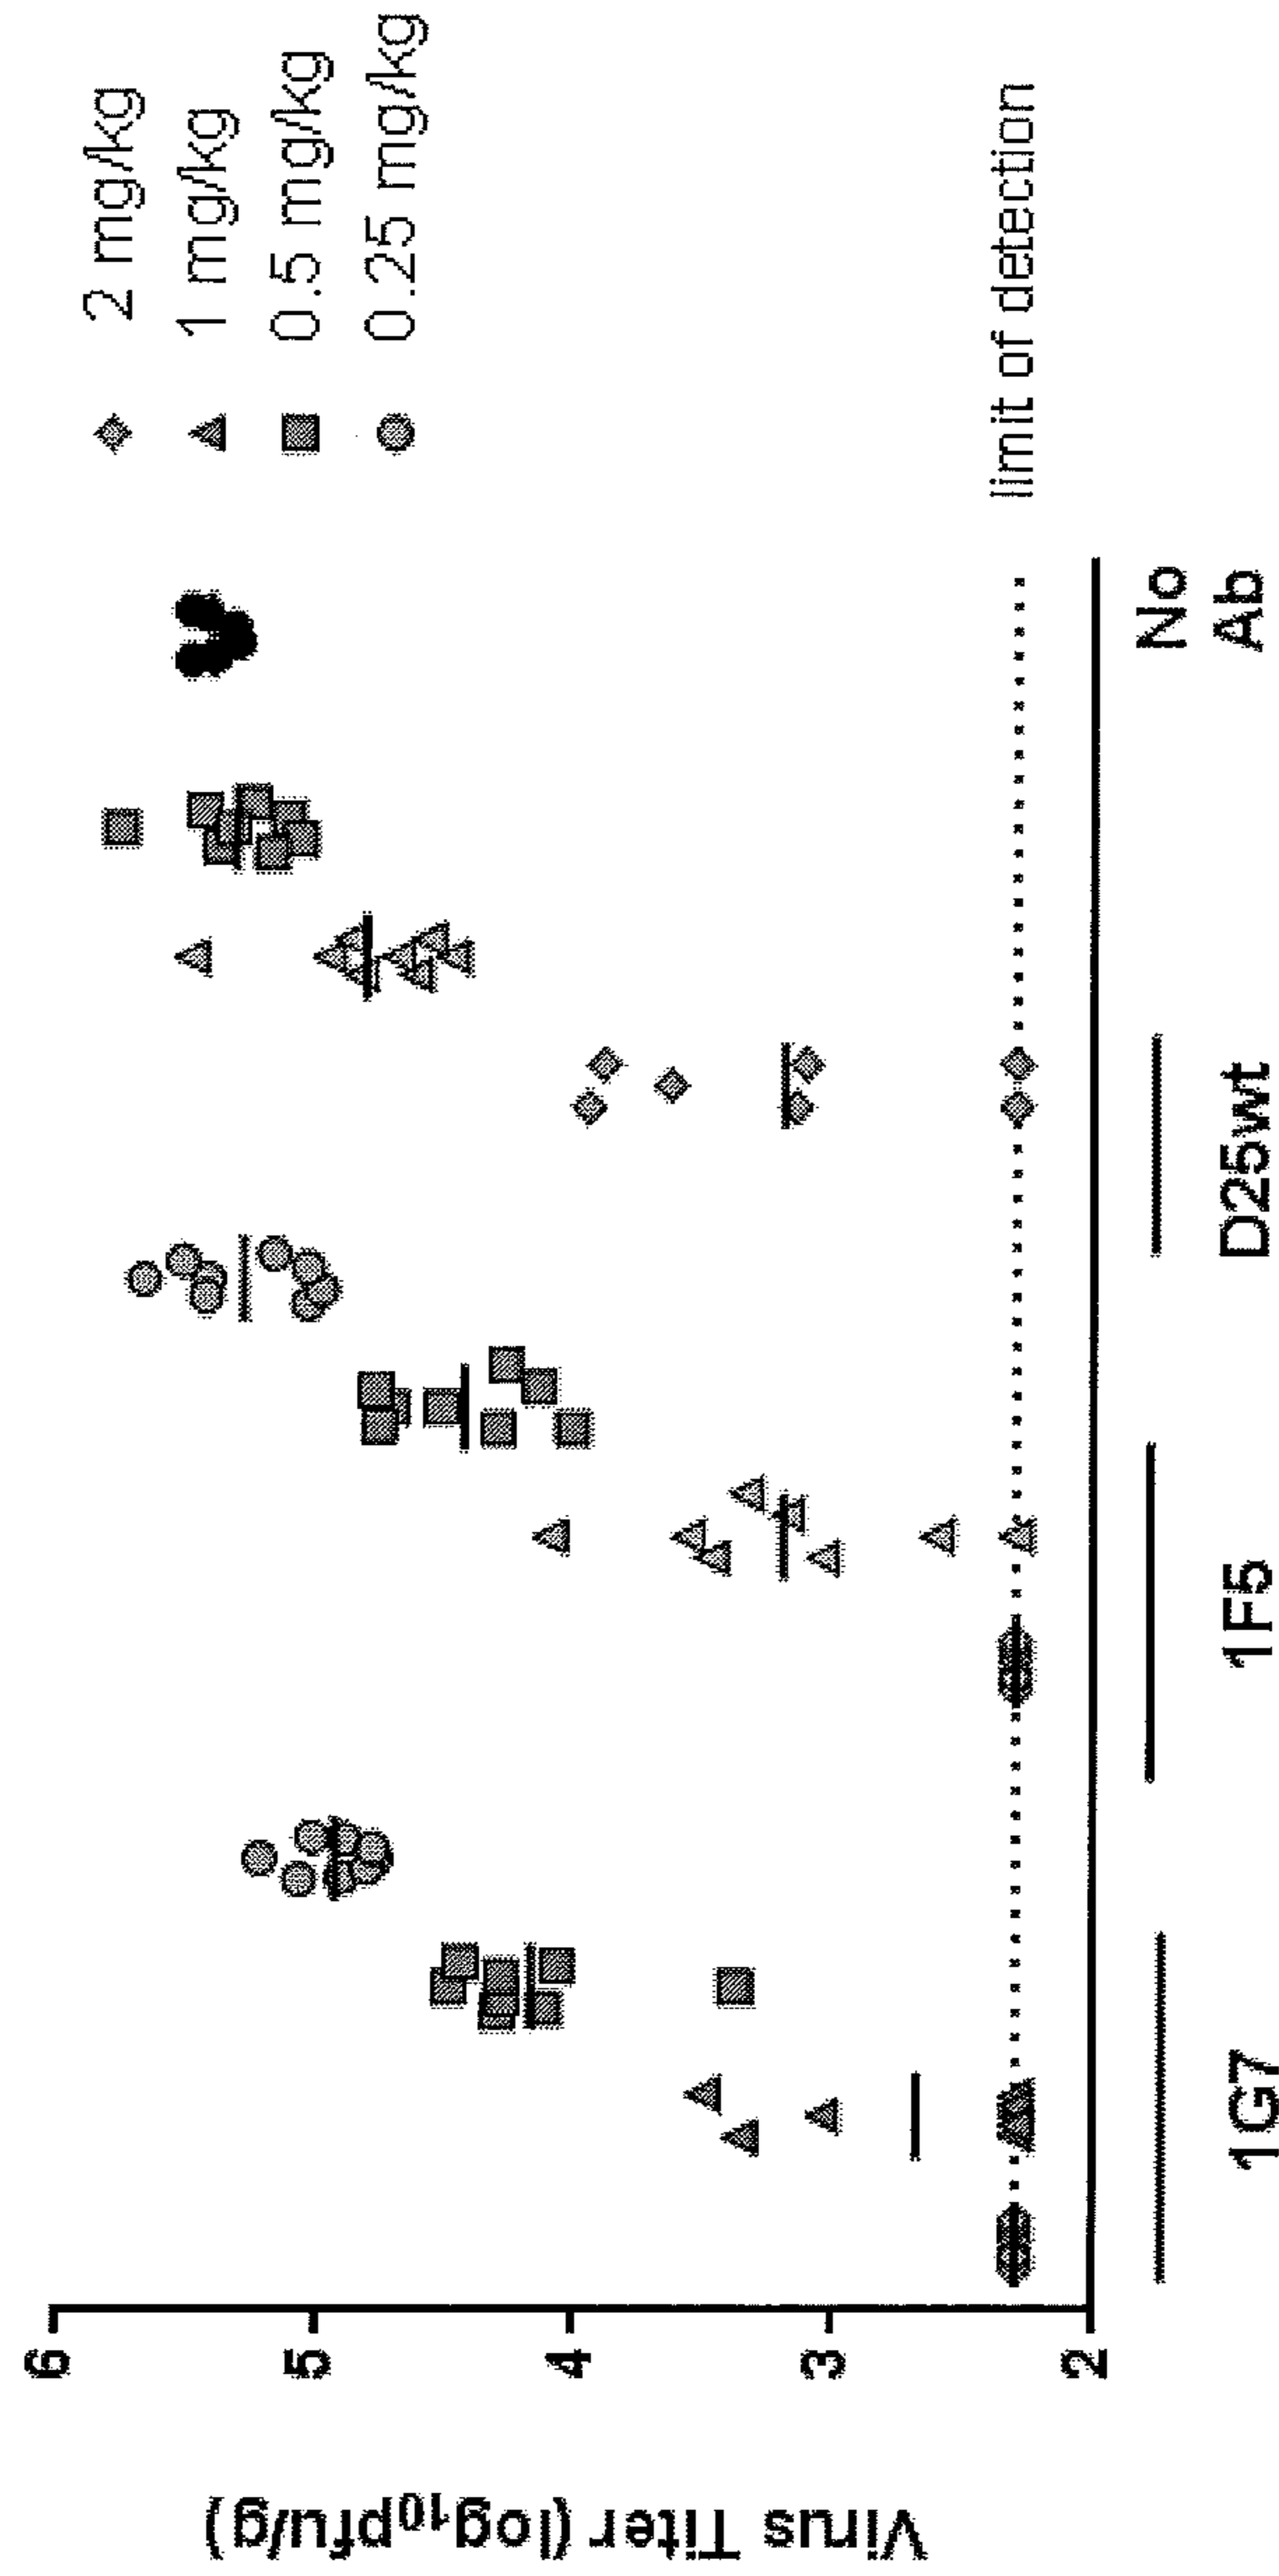 Virus Titer (log₁₀pfu/g)
6
5
4
3
2
2 mg/kg
1 mg/kg
0.5 mg/kg
0.25 mg/kg
limit of detection
1G7
1F5
D25wt
No
Ab